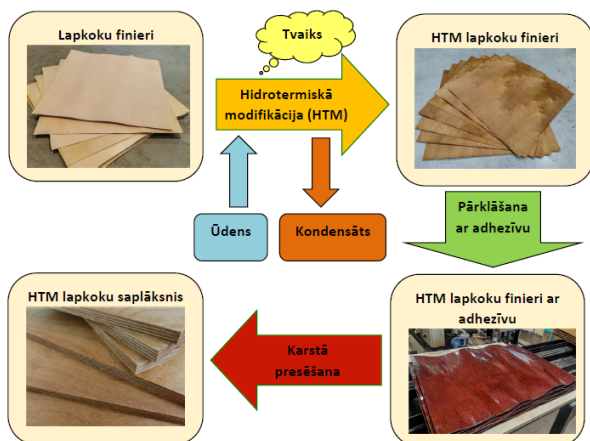 Lapkoku finieri
Tvaiks
HTM lapkoku finieri
Hidrotermiskā
modifikācija (HTM)
Ūdens
Kondensāts
Pārklāšana
ar adhezīvu
HTM lapkoku saplāksnis
Karstā
presēšana
HTM lapkoku finieri ar
adhezīvu